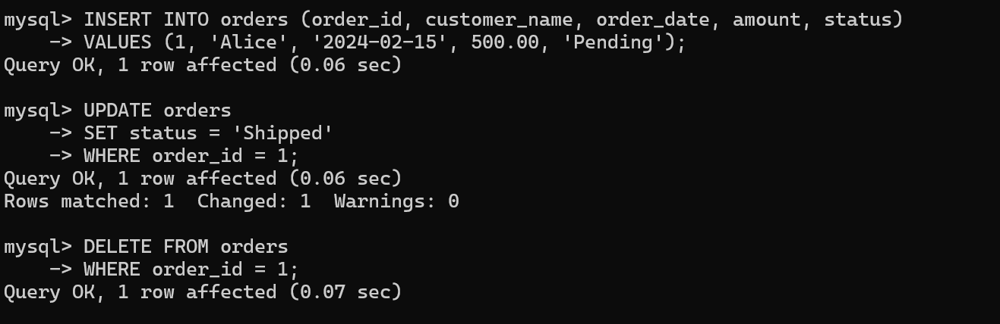 mysql> INSERT INTO orders (order_id, customer_name, order_date, amount, status)
    -> VALUES (1, 'Alice', '2024-02-15', 500.00, 'Pending');
Query OK, 1 row affected (0.06 sec)

mysql> UPDATE orders
    -> SET status = 'Shipped'
    -> WHERE order_id = 1;
Query OK, 1 row affected (0.06 sec)
Rows matched: 1  Changed: 1  Warnings: 0

mysql> DELETE FROM orders
    -> WHERE order_id = 1;
Query OK, 1 row affected (0.07 sec)